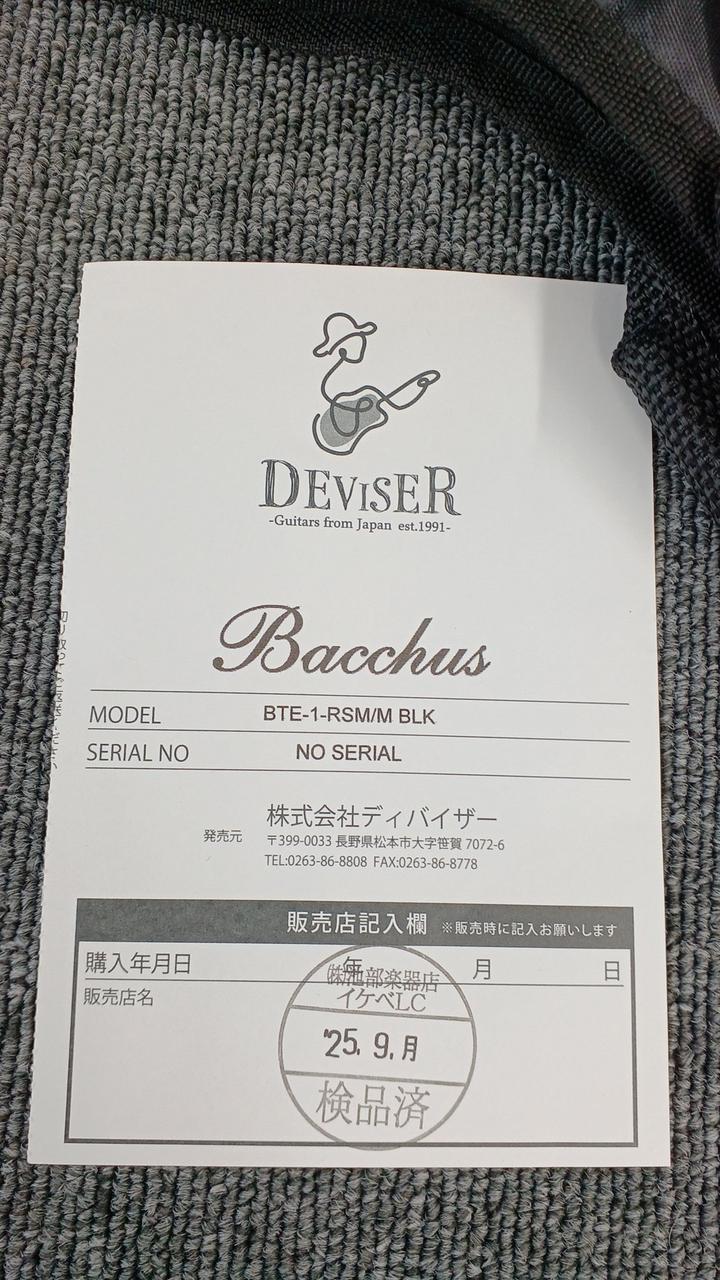 DEVISER
-Guitars from Japan est.1991-
Bacchus
MODEL BTE-1-RSM/M BLK
SERIAL NO NO SERIAL
発売元
株式会社ディバイザー
〒399-0033 長野県松本市大字笹賀 7072-6
TEL:0263-86-8808 FAX:0263-86-8778
販売店記入欄 ※販売時に記入お願いします
購入年月日 年 月 日
販売店名
㈱池部楽器店
イケベLC
'25. 9. 月
検品済